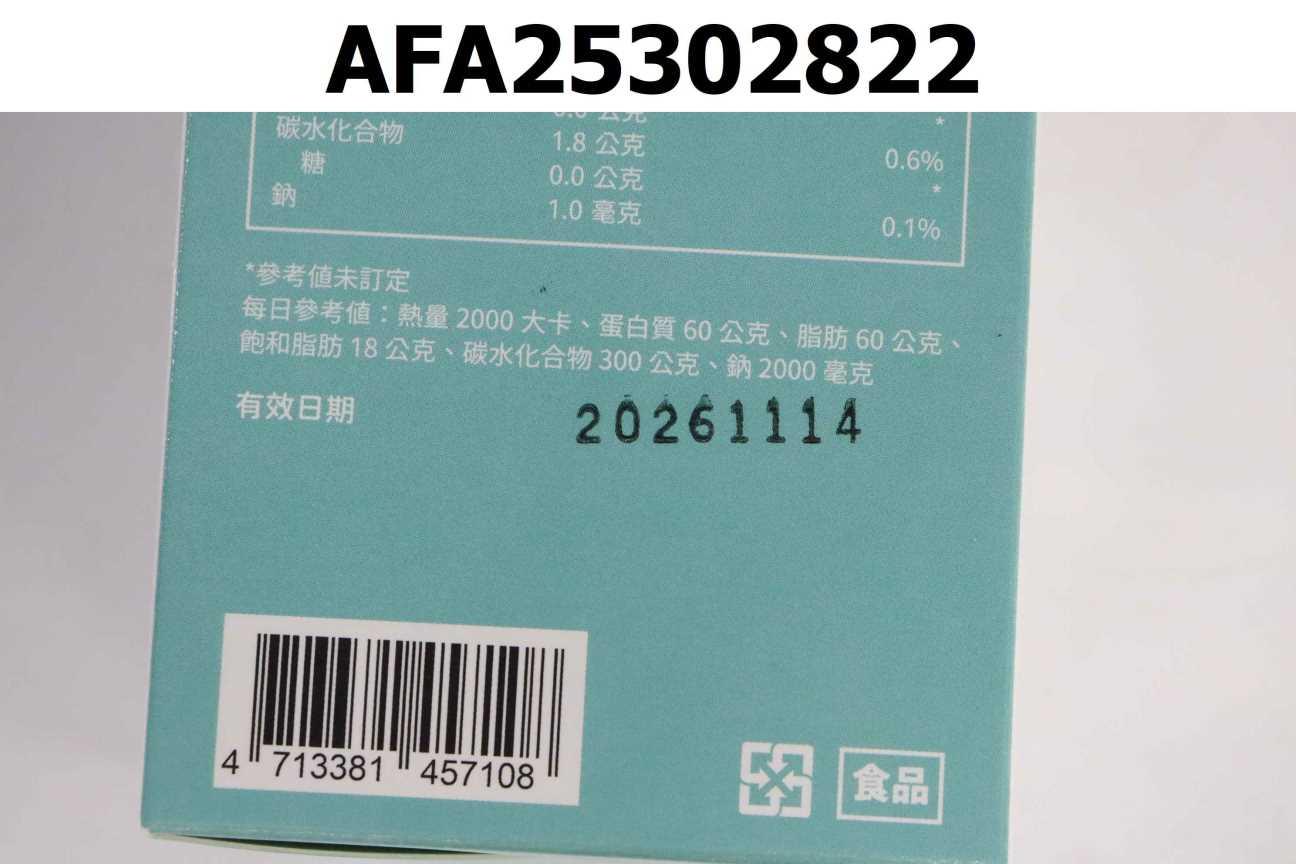 AFA25302822
0.0 公克 *
碳水化合物 1.8 公克 0.6%
糖 0.0 公克 *
鈉 1.0 毫克 0.1%
*參考值未訂定
每日參考值：熱量 2000 大卡、蛋白質 60 公克、脂肪 60 公克、
飽和脂肪 18 公克、碳水化合物 300 公克、鈉 2000 毫克
有效日期 20261114
4 713381 457108
食品